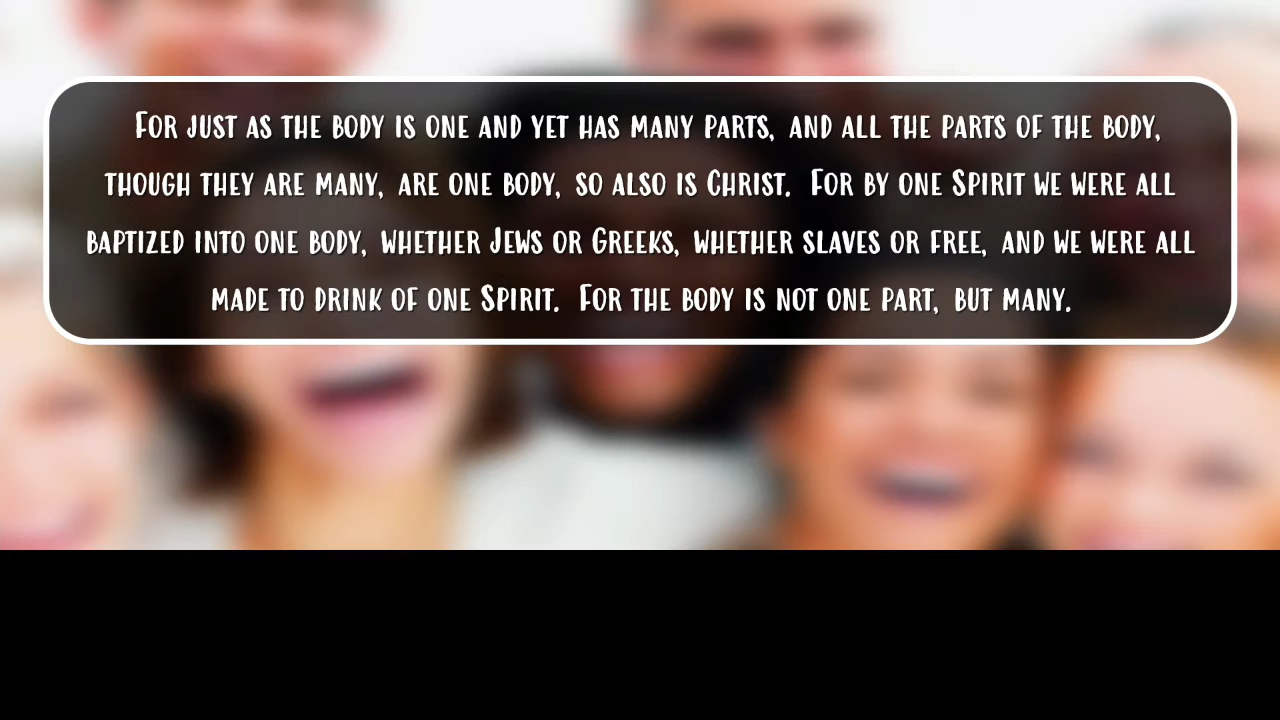 For just as the body is one and yet has many parts, and all the parts of the body,
though they are many, are one body, so also is Christ. For by one Spirit we were all
baptized into one body, whether Jews or Greeks, whether slaves or free, and we were all
made to drink of one Spirit. For the body is not one part, but many.